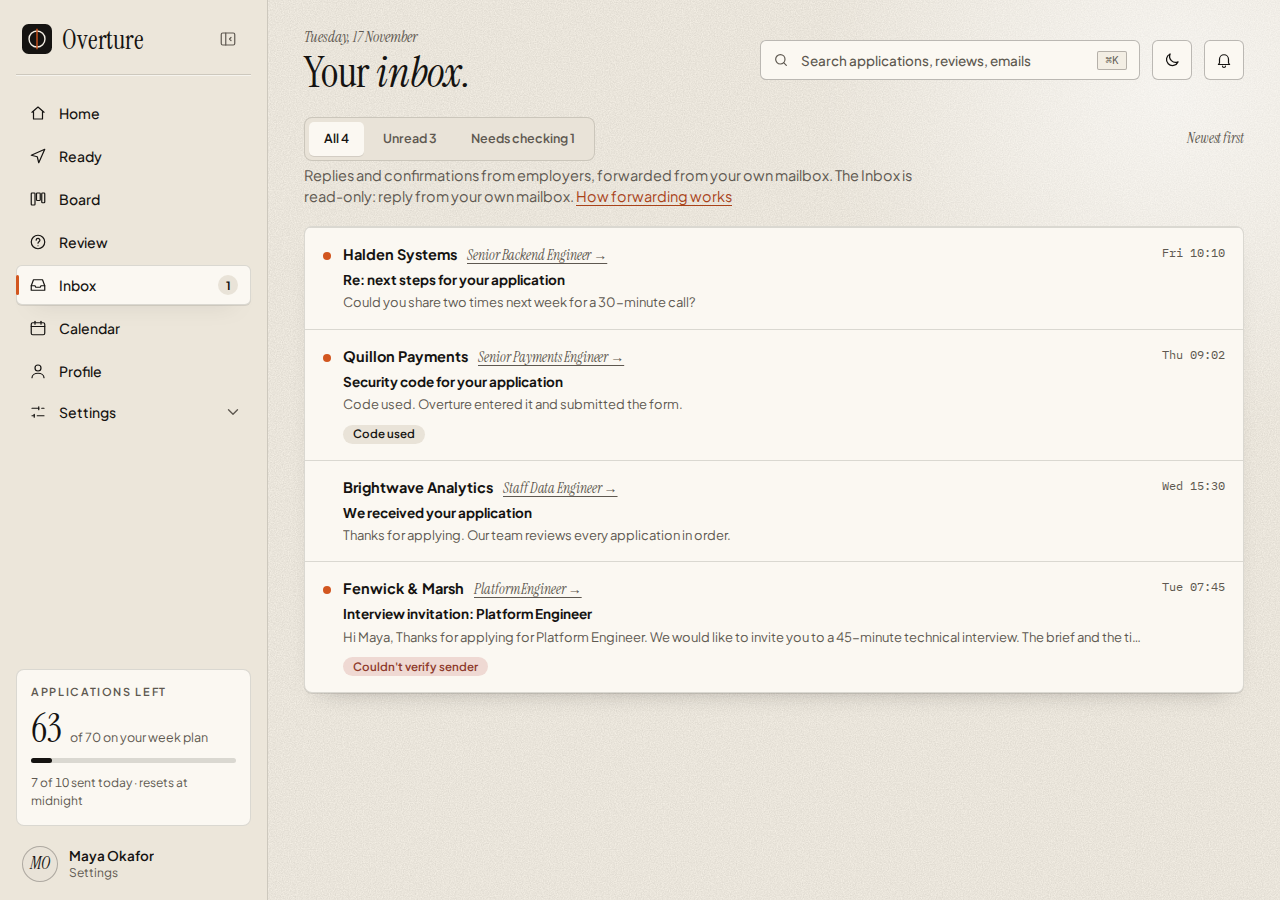 Overture
Home
Ready
Board
Review
Inbox 1
Calendar
Profile
Settings
APPLICATIONS LEFT
63 of 70 on your week plan
7 of 10 sent today · resets at
midnight
MO
Maya Okafor
Settings
Tuesday, 17 November
Your inbox.
Search applications, reviews, emails ⌘K
All 4 Unread 3 Needs checking 1
Newest first
Replies and confirmations from employers, forwarded from your own mailbox. The Inbox is
read-only: reply from your own mailbox. How forwarding works
Halden Systems Senior Backend Engineer → Fri 10:10
Re: next steps for your application
Could you share two times next week for a 30-minute call?
Quillon Payments Senior Payments Engineer → Thu 09:02
Security code for your application
Code used. Overture entered it and submitted the form.
Code used
Brightwave Analytics Staff Data Engineer → Wed 15:30
We received your application
Thanks for applying. Our team reviews every application in order.
Fenwick & Marsh Platform Engineer → Tue 07:45
Interview invitation: Platform Engineer
Hi Maya, Thanks for applying for Platform Engineer. We would like to invite you to a 45-minute technical interview. The brief and the ti…
Couldn't verify sender